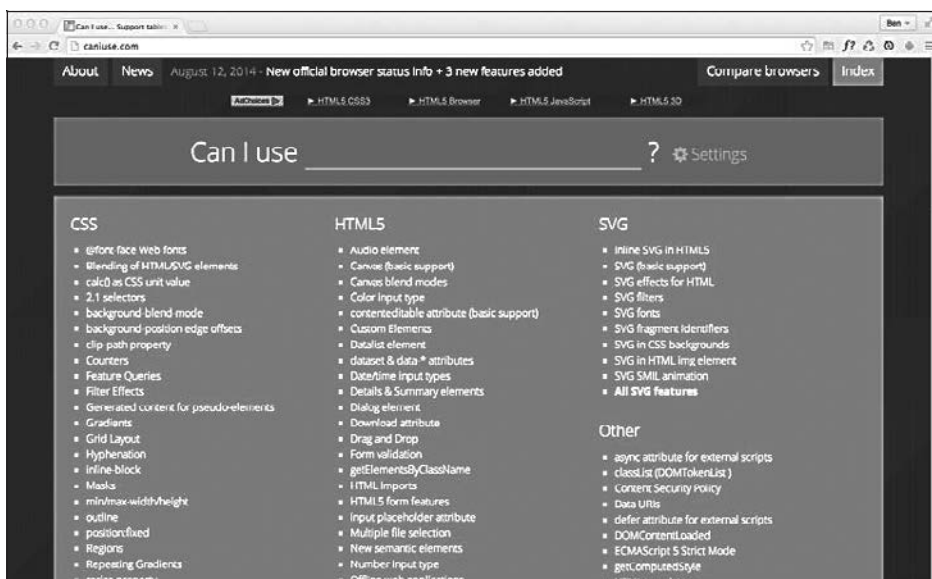 Can I use... Support tables
Ben
caniuse.com
About News August 12, 2014 - New official browser status info + 3 new features added Compare browsers Index
AdChoices ▶ HTML5 CSS3 ▶ HTML5 Browser ▶ HTML5 JavaScript ▶ HTML5 3D
Can I use ? Settings
CSS
@font-face Web fonts
Blending of HTML/SVG elements
calc() as CSS unit value
2.1 selectors
background-blend-mode
background-position edge offsets
clip-path property
Counters
Feature Queries
Filter Effects
Generated content for pseudo-elements
Gradients
Grid Layout
Hyphenation
inline-block
Masks
min/max-width/height
outline
position:fixed
Regions
Repeating Gradients
HTML5
Audio element
Canvas (basic support)
Canvas blend modes
Color input type
contenteditable attribute (basic support)
Custom Elements
Datalist element
dataset & data-* attributes
Date/time input types
Details & Summary elements
Dialog element
Download attribute
Drag and Drop
Form validation
getElementsByClassName
HTML Imports
HTML5 form features
input placeholder attribute
Multiple file selection
New semantic elements
Number input type
Offline web applications
SVG
Inline SVG in HTML5
SVG (basic support)
SVG effects for HTML
SVG filters
SVG fonts
SVG fragment identifiers
SVG in CSS backgrounds
SVG in HTML img element
SVG SMIL animation
All SVG features
Other
async attribute for external scripts
classList (DOMTokenList )
Content Security Policy
Data URIs
defer attribute for external scripts
DOMContentLoaded
ECMAScript 5 Strict Mode
getComputedStyle